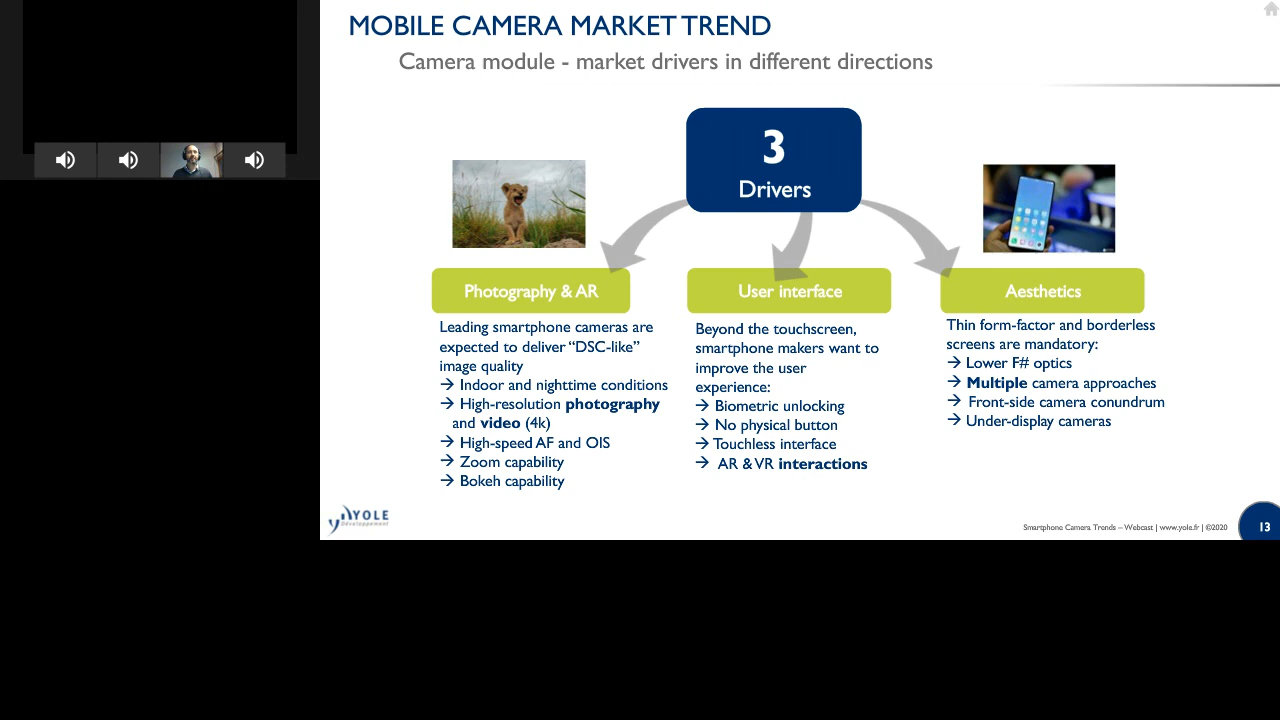 MOBILE CAMERA MARKET TREND
Camera module - market drivers in different directions
3
Drivers
Photography & AR
Leading smartphone cameras are
expected to deliver “DSC-like”
image quality
→ Indoor and nighttime conditions
→ High-resolution photography
and video (4k)
→ High-speed AF and OIS
→ Zoom capability
→ Bokeh capability
User interface
Beyond the touchscreen,
smartphone makers want to
improve the user
experience:
→ Biometric unlocking
→ No physical button
→ Touchless interface
→ AR & VR interactions
Aesthetics
Thin form-factor and borderless
screens are mandatory:
→ Lower F# optics
→ Multiple camera approaches
→ Front-side camera conundrum
→ Under-display cameras
YOLE
Développement
Smartphone Camera Trends – Webcast | www.yole.fr | ©2020
13